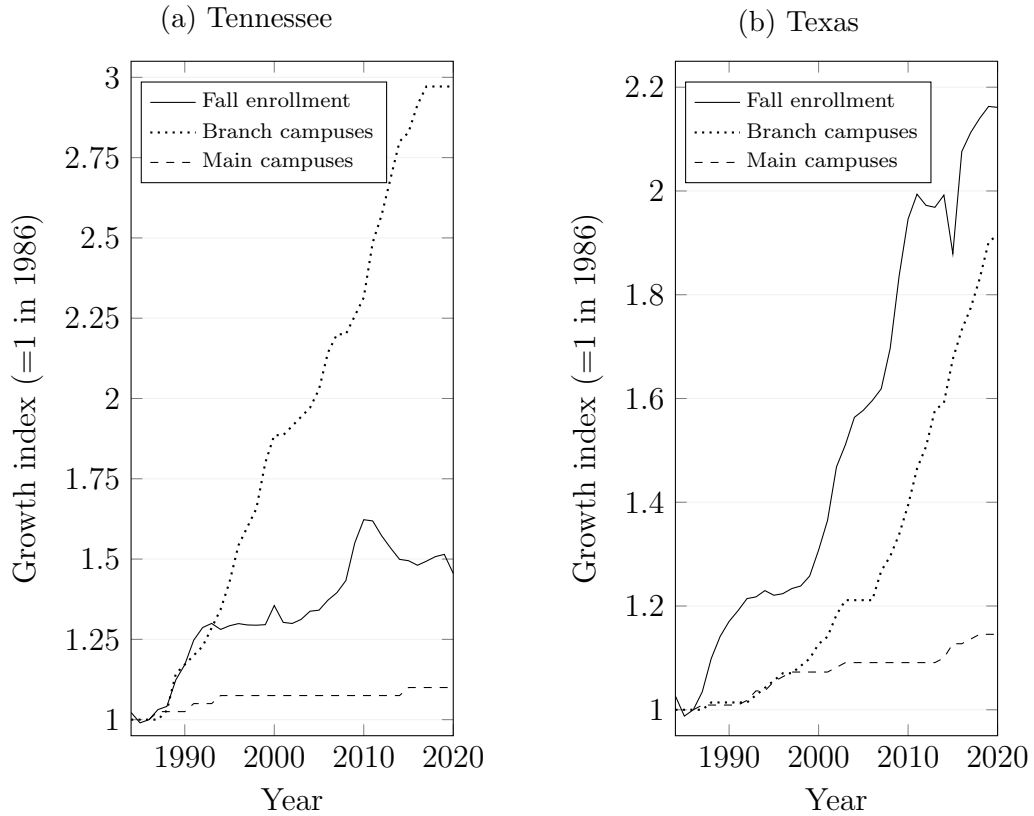 (a) Tennessee
Fall enrollment
Branch campuses
Main campuses
3
2.75
2.5
2.25
2
1.75
1.5
1.25
1
1990 2000 2010 2020
Year
Growth index (=1 in 1986)
(b) Texas
Fall enrollment
Branch campuses
Main campuses
2.2
2
1.8
1.6
1.4
1.2
1
1990 2000 2010 2020
Year
Growth index (=1 in 1986)